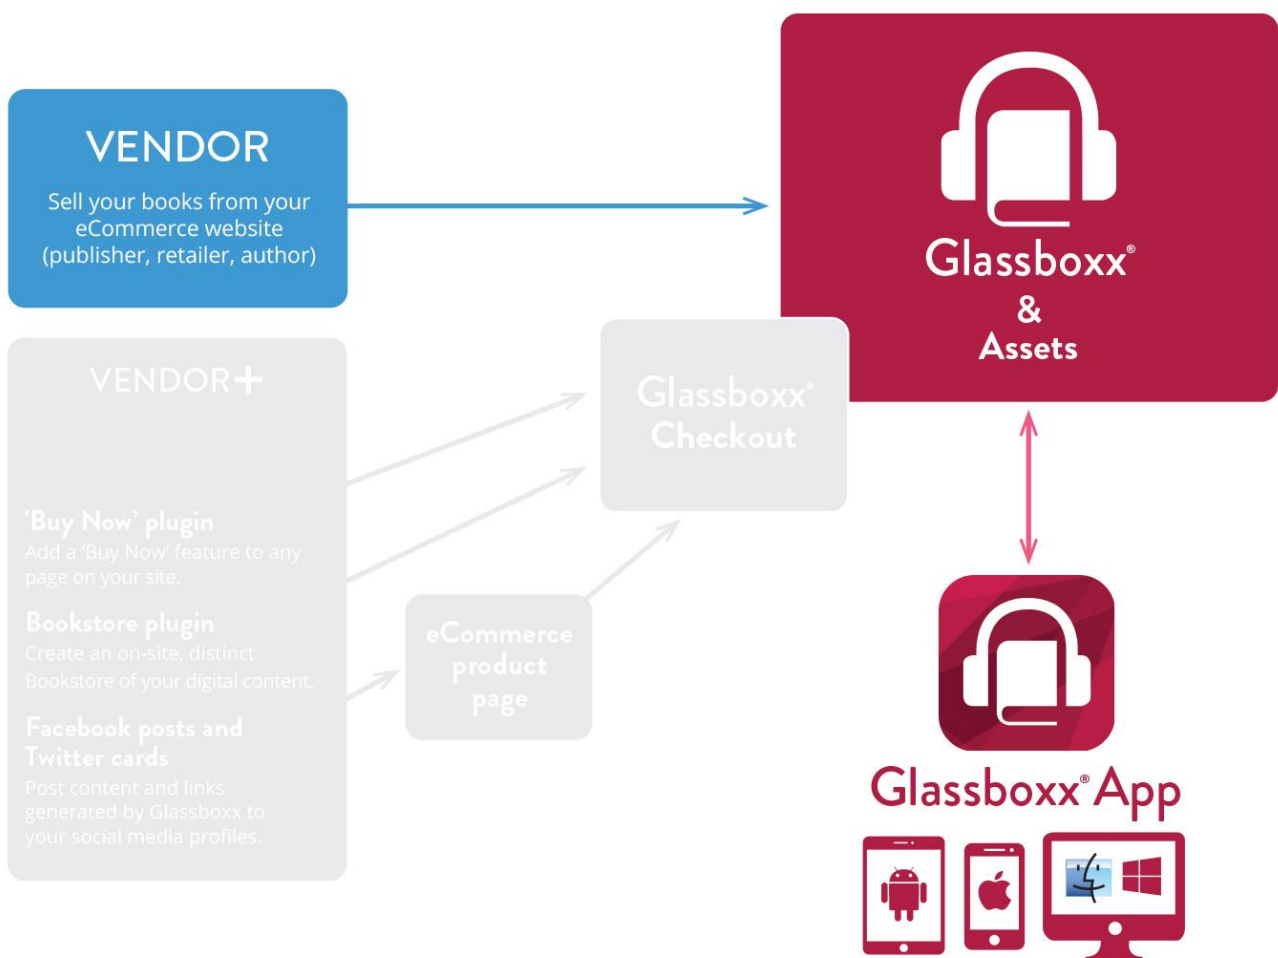 VENDOR
Sell your books from your
eCommerce website
(publisher, retailer, author)
Glassboxx®
&
Assets
VENDOR+
'Buy Now’ plugin
Add a ‘Buy Now’ feature to any
page on your site.
Bookstore plugin
Create an on-site, distinct
Bookstore of your digital content.
Facebook posts and
Twitter cards
Post content and links
generated by Glassboxx to
your social media profiles.
Glassboxx®
Checkout
eCommerce
product
page
Glassboxx® App